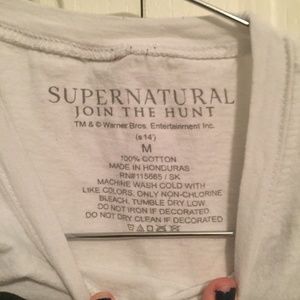 SUPERNATURAL
JOIN THE HUNT
TM & © Warner Bros. Entertainment Inc.
(s14)
M
100% COTTON
MADE IN HONDURAS
RN#115665 / SK
MACHINE WASH COLD WITH
LIKE COLORS, ONLY NON-CHLORINE
BLEACH, TUMBLE DRY LOW.
DO NOT IRON IF DECORATED
DO NOT DRY CLEAN IF DECORATED